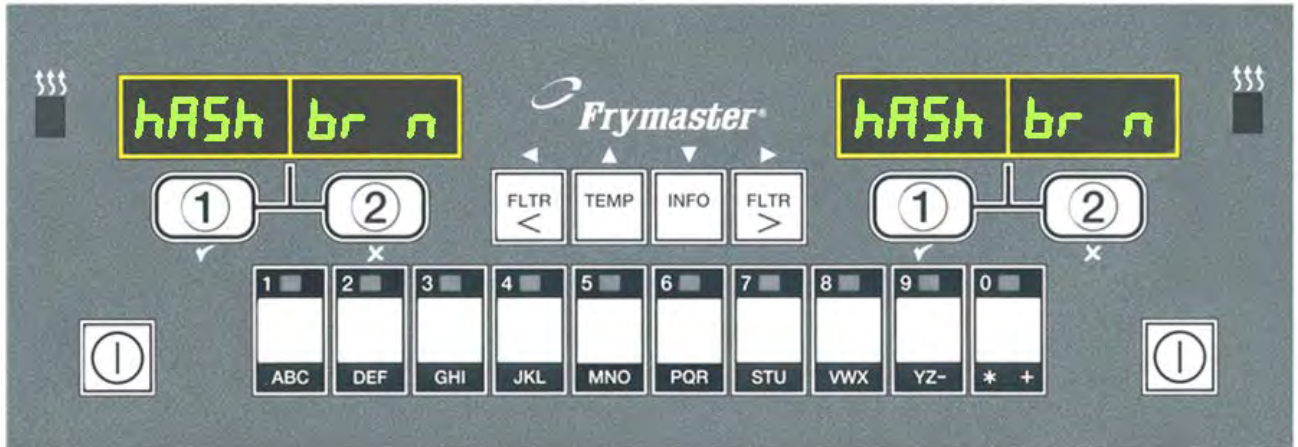 hASh br n
Frymaster®
hASh br n
1 2
FLTR < TEMP INFO FLTR >
1 2
1 2 3 4 5 6 7 8 9 0
ABC DEF GHI JKL MNO PQR STU VWX YZ- * +